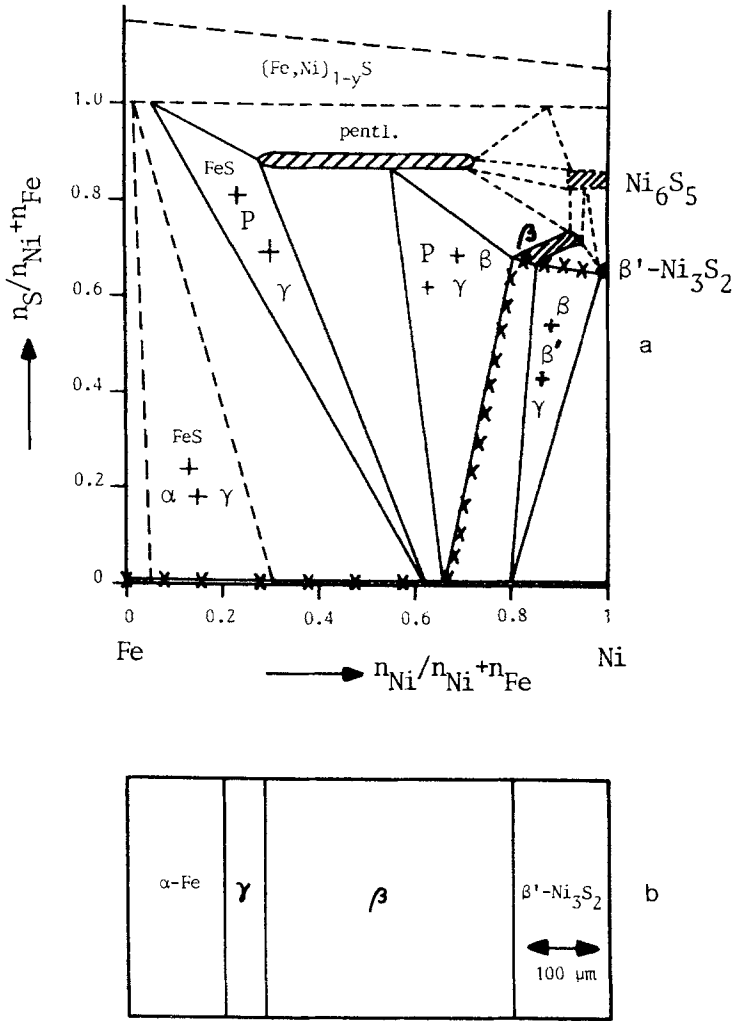 (Fe,Ni)1-yS
1.0
pentl.
FeS
+
P
+
γ
Ni6S5
0.8
nS/nNi+nFe
β
P + β
+ γ
β'-Ni3S2
0.6
β
+
β'
+
γ
a
0.4
FeS
+
α + γ
0.2
0
0 0.2 0.4 0.6 0.8 1
Fe
nNi/nNi+nFe
Ni
α-Fe
γ
β
β'-Ni3S2
b
100 μm